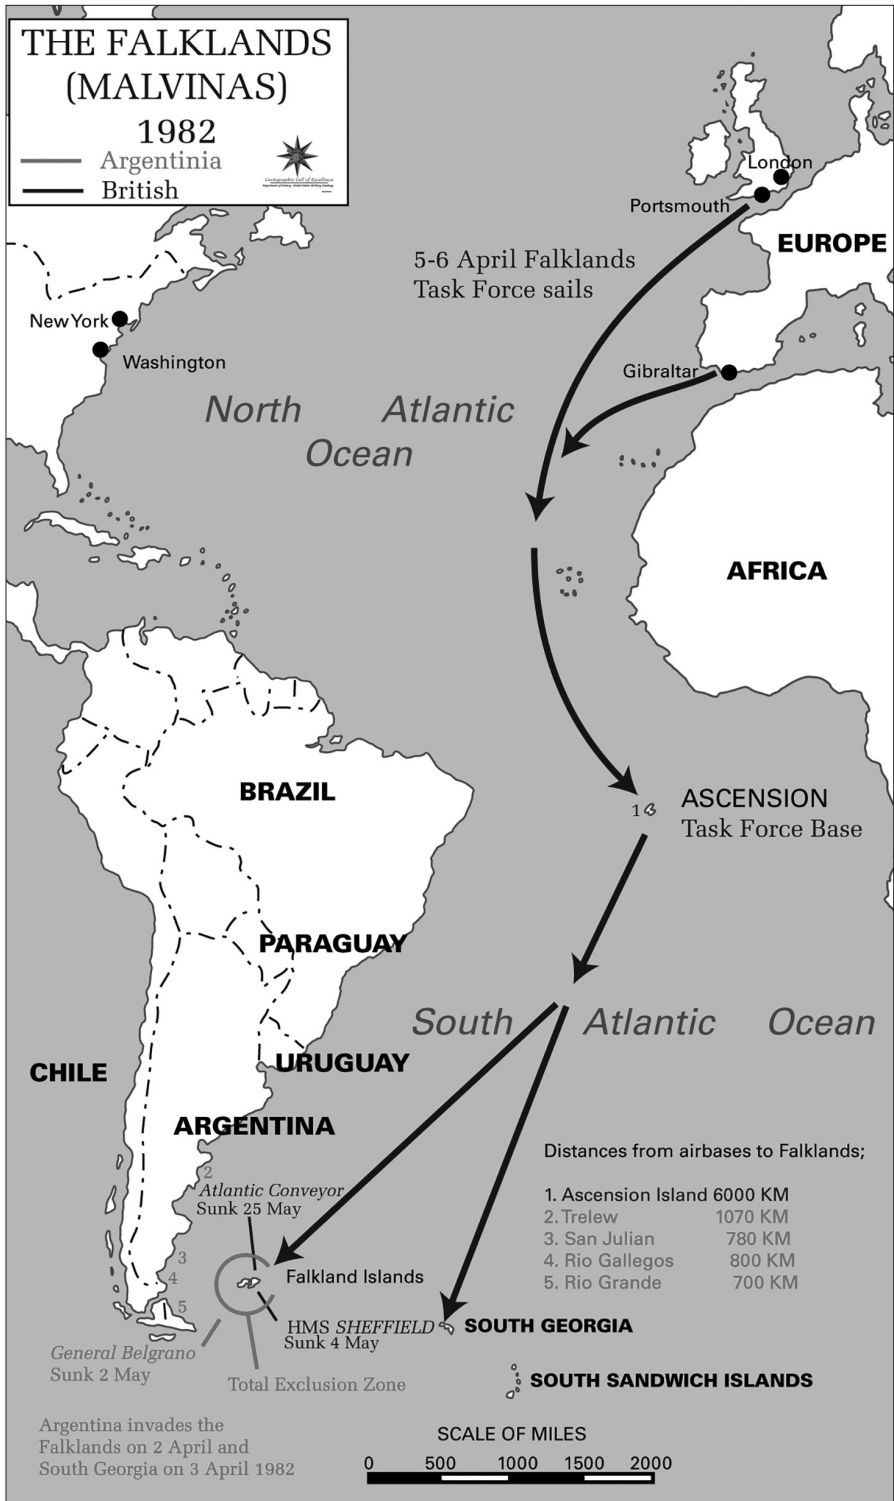 THE FALKLANDS
(MALVINAS)
1982
Argentinia
British
Cartographic Cell of Excellence
London
Portsmouth
EUROPE
5-6 April Falklands
Task Force sails
New York
Washington
Gibraltar
North Atlantic
Ocean
AFRICA
BRAZIL
1
ASCENSION
Task Force Base
PARAGUAY
South Atlantic Ocean
CHILE
URUGUAY
ARGENTINA
Distances from airbases to Falklands;
1. Ascension Island 6000 KM
2. Trelew 1070 KM
3. San Julian 780 KM
4. Rio Gallegos 800 KM
5. Rio Grande 700 KM
2
Atlantic Conveyor
Sunk 25 May
3
4
5
Falkland Islands
HMS SHEFFIELD
Sunk 4 May
SOUTH GEORGIA
General Belgrano
Sunk 2 May
Total Exclusion Zone
SOUTH SANDWICH ISLANDS
Argentina invades the
Falklands on 2 April and
South Georgia on 3 April 1982
SCALE OF MILES
0 500 1000 1500 2000